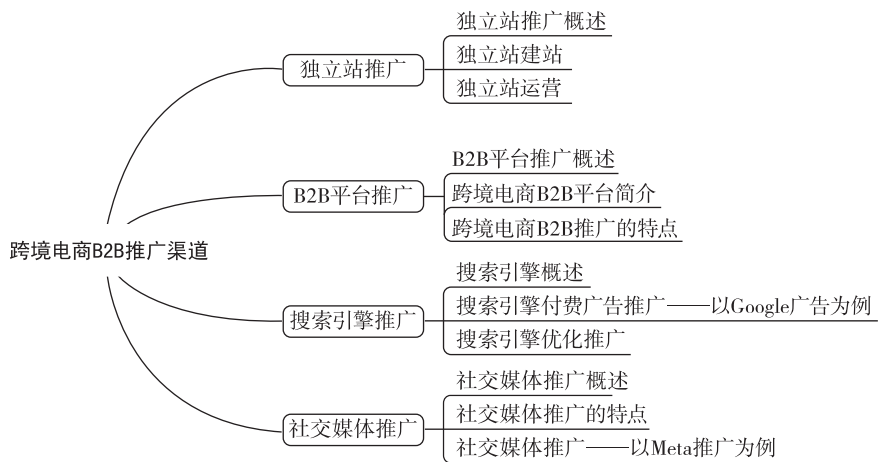 跨境电商B2B推广渠道
独立站推广
独立站推广概述
独立站建站
独立站运营
B2B平台推广
B2B平台推广概述
跨境电商B2B平台简介
跨境电商B2B推广的特点
搜索引擎推广
搜索引擎概述
搜索引擎付费广告推广——以Google广告为例
搜索引擎优化推广
社交媒体推广
社交媒体推广概述
社交媒体推广的特点
社交媒体推广——以Meta推广为例